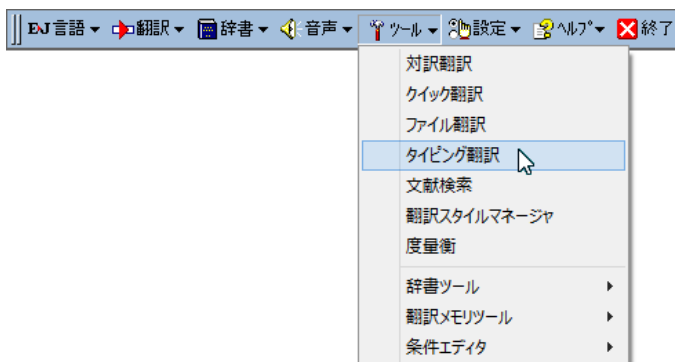 EJ言語 翻訳 辞書 音声 ツール 設定 ヘルプ 終了
対訳翻訳
クイック翻訳
ファイル翻訳
タイピング翻訳
文献検索
翻訳スタイルマネージャ
度量衡
辞書ツール
翻訳メモリツール
条件エディタ